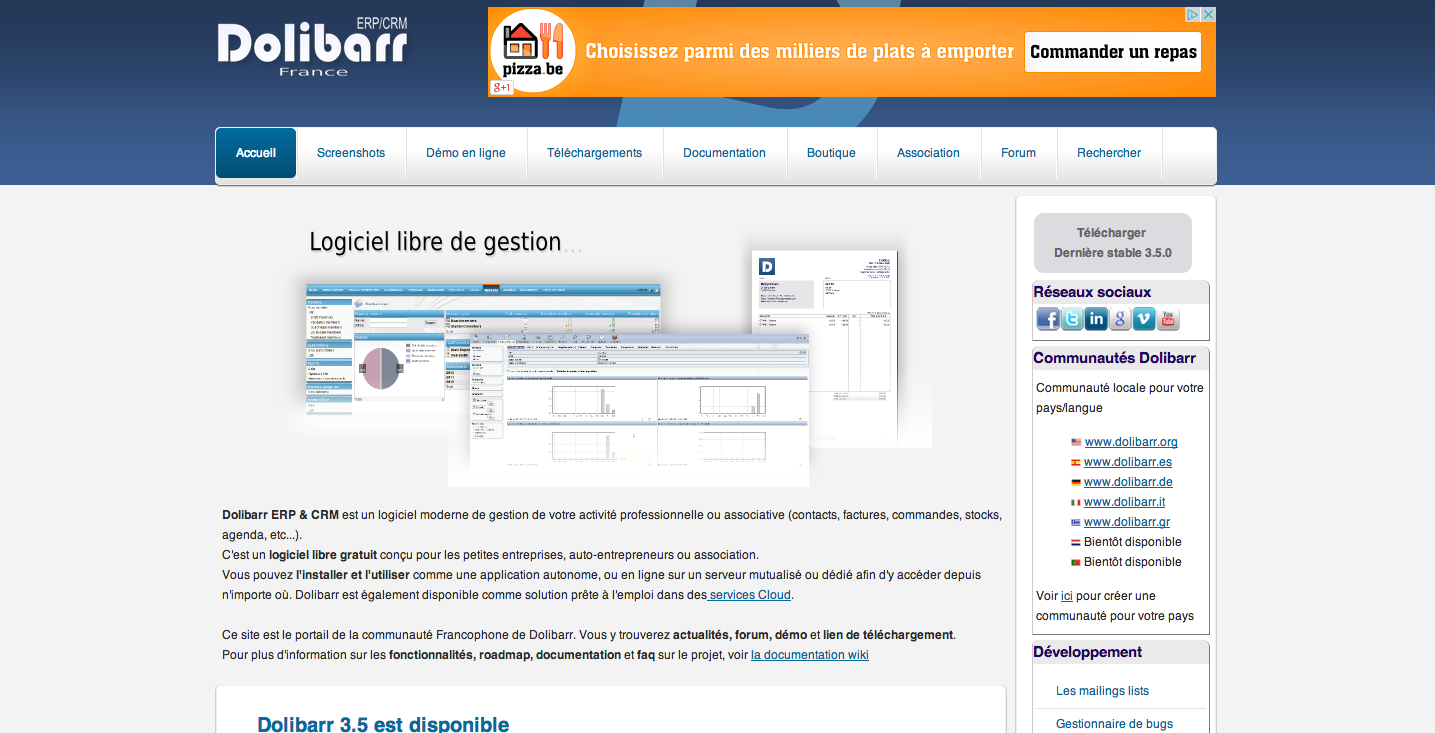 ERP/CRM
Dolibarr
France
pizza.be
g+1
Choisissez parmi des milliers de plats à emporter
Commander un repas
Accueil
Screenshots
Démo en ligne
Téléchargements
Documentation
Boutique
Association
Forum
Rechercher
Logiciel libre de gestion...
D
Dolibarr ERP & CRM est un logiciel moderne de gestion de votre activité professionnelle ou associative (contacts, factures, commandes, stocks,
agenda, etc...).
C'est un logiciel libre gratuit conçu pour les petites entreprises, auto-entrepreneurs ou association.
Vous pouvez l'installer et l'utiliser comme une application autonome, ou en ligne sur un serveur mutualisé ou dédié afin d'y accéder depuis
n'importe où. Dolibarr est également disponible comme solution prête à l'emploi dans des services Cloud.
Ce site est le portail de la communauté Francophone de Dolibarr. Vous y trouverez actualités, forum, démo et lien de téléchargement.
Pour plus d'information sur les fonctionnalités, roadmap, documentation et faq sur le projet, voir la documentation wiki
Dolibarr 3.5 est disponible
Télécharger
Dernière stable 3.5.0
Réseaux sociaux
Communautés Dolibarr
Communauté locale pour votre
pays/langue
www.dolibarr.org
www.dolibarr.es
www.dolibarr.de
www.dolibarr.it
www.dolibarr.gr
Bientôt disponible
Bientôt disponible
Voir ici pour créer une
communauté pour votre pays
Développement
Les mailings lists
Gestionnaire de bugs